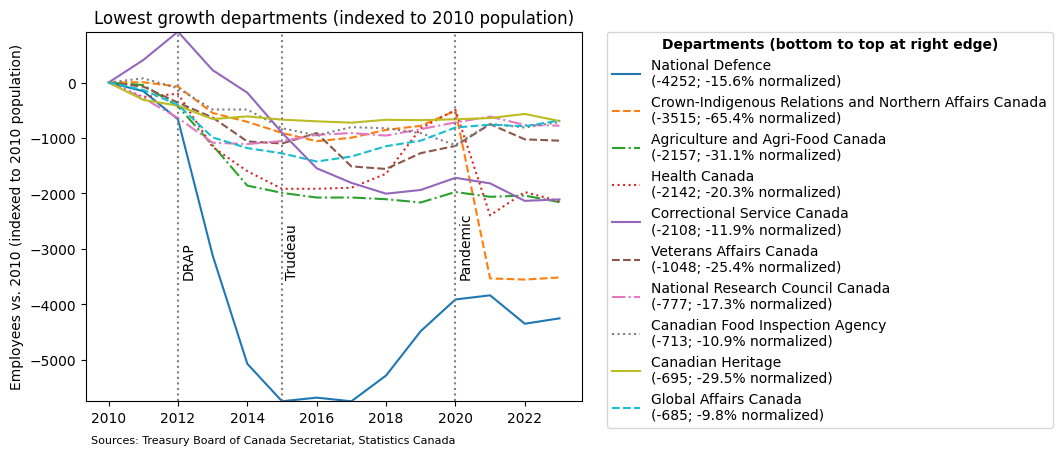 Lowest growth departments (indexed to 2010 population)
Employees vs. 2010 (indexed to 2010 population)
0
−1000
−2000
−3000
−4000
−5000
DRAP
Trudeau
Pandemic
2010
2012
2014
2016
2018
2020
2022
Sources: Treasury Board of Canada Secretariat, Statistics Canada
Departments (bottom to top at right edge)
National Defence
(-4252; -15.6% normalized)
Crown-Indigenous Relations and Northern Affairs Canada
(-3515; -65.4% normalized)
Agriculture and Agri-Food Canada
(-2157; -31.1% normalized)
Health Canada
(-2142; -20.3% normalized)
Correctional Service Canada
(-2108; -11.9% normalized)
Veterans Affairs Canada
(-1048; -25.4% normalized)
National Research Council Canada
(-777; -17.3% normalized)
Canadian Food Inspection Agency
(-713; -10.9% normalized)
Canadian Heritage
(-695; -29.5% normalized)
Global Affairs Canada
(-685; -9.8% normalized)